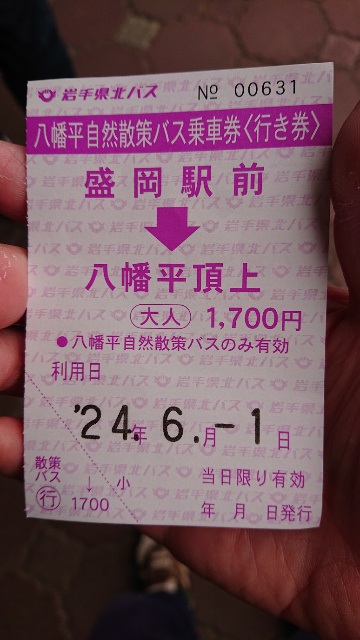 岩手県北バス № 00631
八幡平自然散策バス乗車券〈行き券〉
盛岡駅前
↓
八幡平頂上
大人 1,700円
●八幡平自然散策バスのみ有効
利用日
'24.年 6.月-1日
散策バス ↓ 小 当日限り有効
行 1700 年 月 日発行